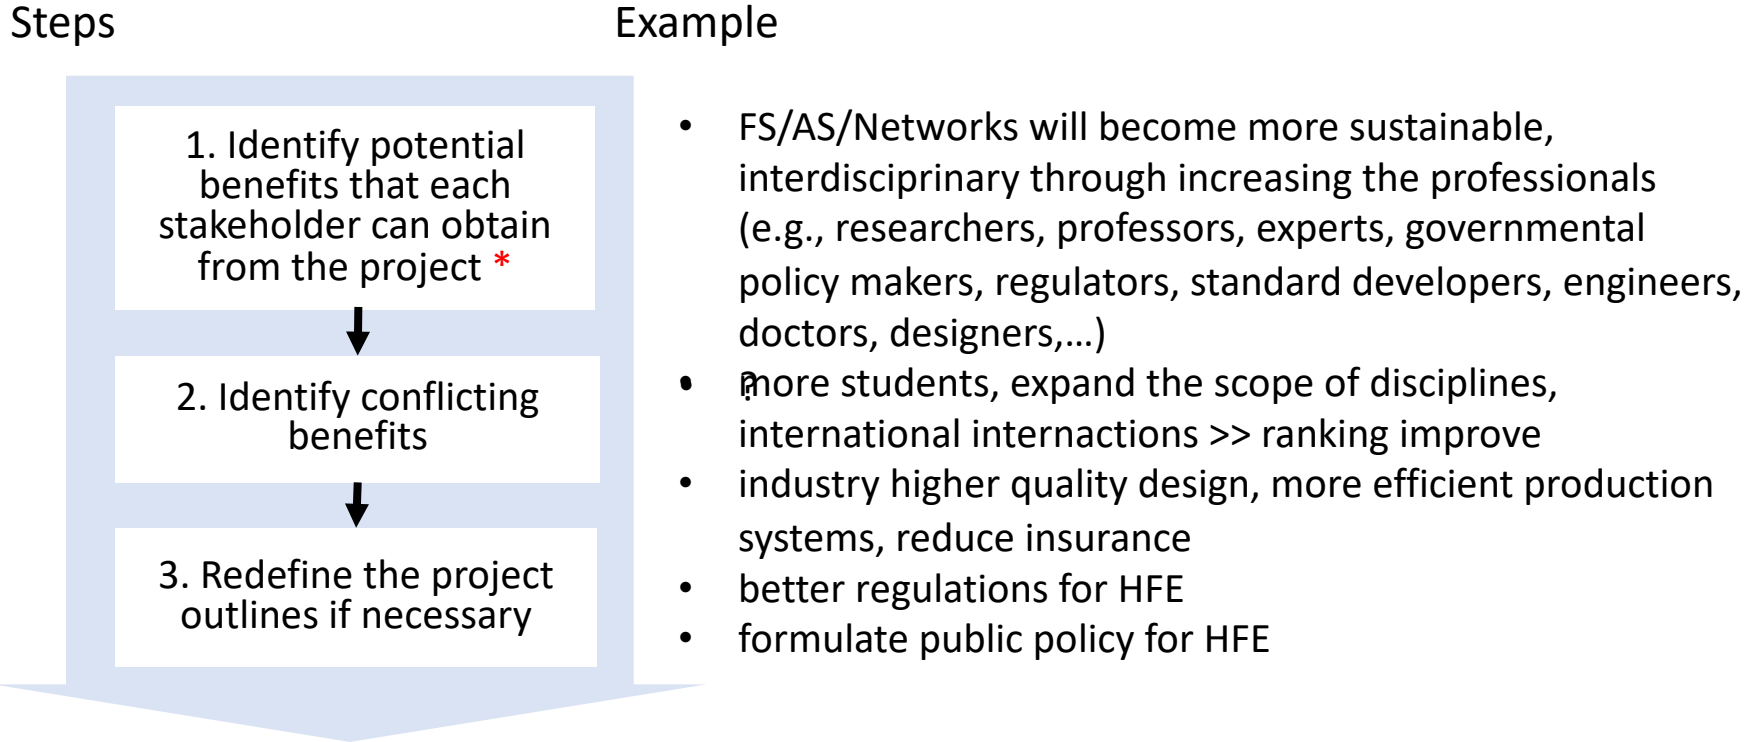 Steps
Example
1. Identify potential
benefits that each
stakeholder can obtain
from the project *
2. Identify conflicting
benefits
3. Redefine the project
outlines if necessary
• FS/AS/Networks will become more sustainable,
interdisciprinary through increasing the professionals
(e.g., researchers, professors, experts, governmental
policy makers, regulators, standard developers, engineers,
doctors, designers,...)
• ?
• more students, expand the scope of disciplines,
international internactions >> ranking improve
• industry higher quality design, more efficient production
systems, reduce insurance
• better regulations for HFE
• formulate public policy for HFE